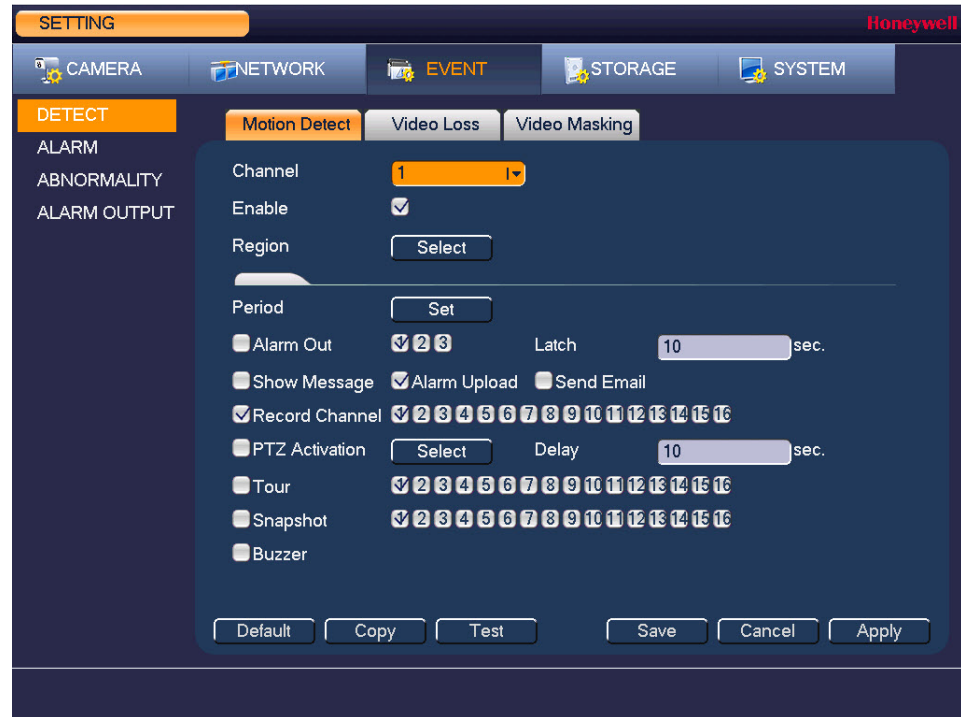 SETTING
Honeywell
CAMERA NETWORK EVENT STORAGE SYSTEM
DETECT
ALARM
ABNORMALITY
ALARM OUTPUT
Motion Detect Video Loss Video Masking
Channel 1
Enable
Region Select
Period Set
Alarm Out 1 2 3 Latch 10 sec.
Show Message Alarm Upload Send Email
Record Channel 1 2 3 4 5 6 7 8 9 10 11 12 13 14 15 16
PTZ Activation Select Delay 10 sec.
Tour 1 2 3 4 5 6 7 8 9 10 11 12 13 14 15 16
Snapshot 1 2 3 4 5 6 7 8 9 10 11 12 13 14 15 16
Buzzer
Default Copy Test Save Cancel Apply